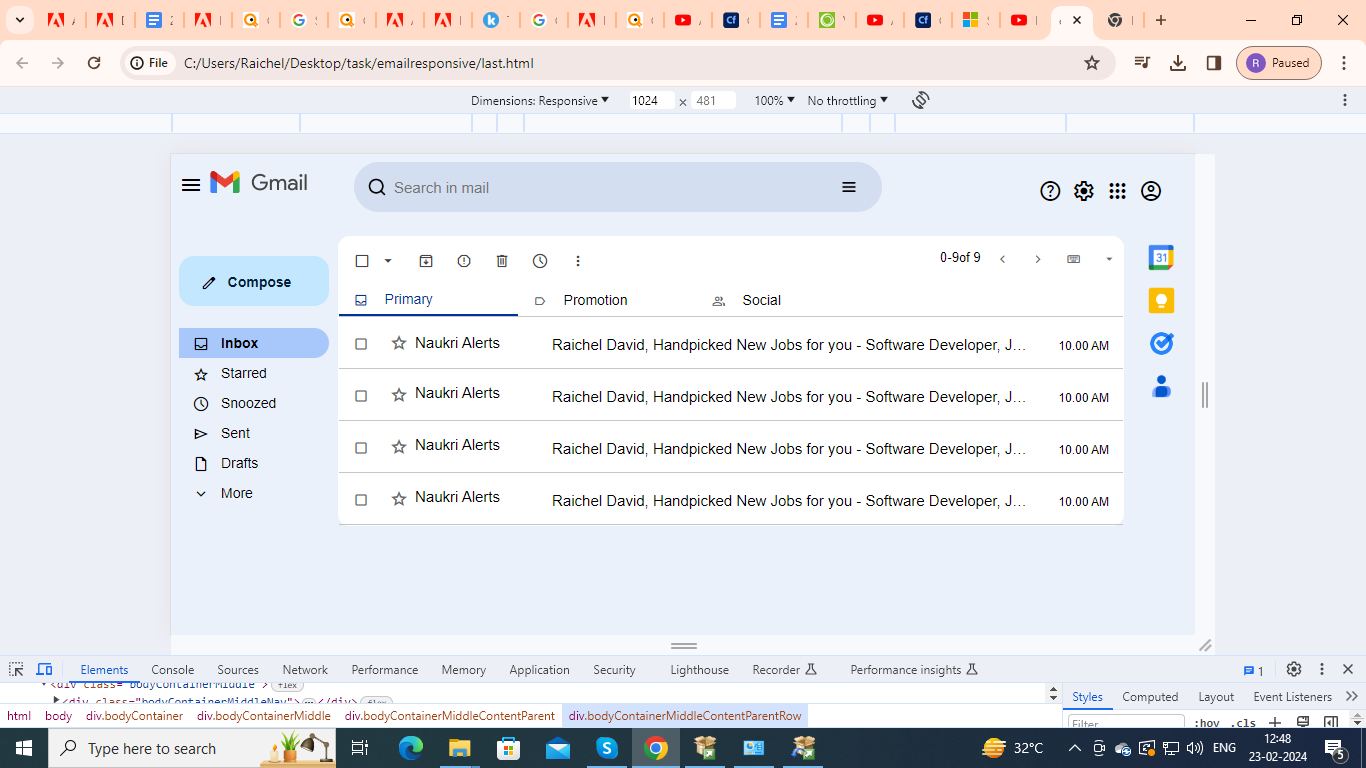 File C:/Users/Raichel/Desktop/task/emailresponsive/last.html R Paused
Dimensions: Responsive 1024 × 481 100% No throttling
Gmail Search in mail
0-9of 9
31
Compose
Primary Promotion Social
Inbox
Starred
Snoozed
Sent
Drafts
More
Naukri Alerts Raichel David, Handpicked New Jobs for you - Software Developer, J… 10.00 AM
Naukri Alerts Raichel David, Handpicked New Jobs for you - Software Developer, J… 10.00 AM
Naukri Alerts Raichel David, Handpicked New Jobs for you - Software Developer, J… 10.00 AM
Naukri Alerts Raichel David, Handpicked New Jobs for you - Software Developer, J… 10.00 AM
Elements Console Sources Network Performance Memory Application Security Lighthouse Recorder Performance insights 1
<div class="bodyContainerMiddle"> flex
<div class="bodyContainerMiddleNav"> … </div> flex
Styles Computed Layout Event Listeners
Filter :hov .cls
html body div.bodyContainer div.bodyContainerMiddle div.bodyContainerMiddleContentParent div.bodyContainerMiddleContentParentRow
Type here to search
32°C ENG 12:48
23-02-2024 5